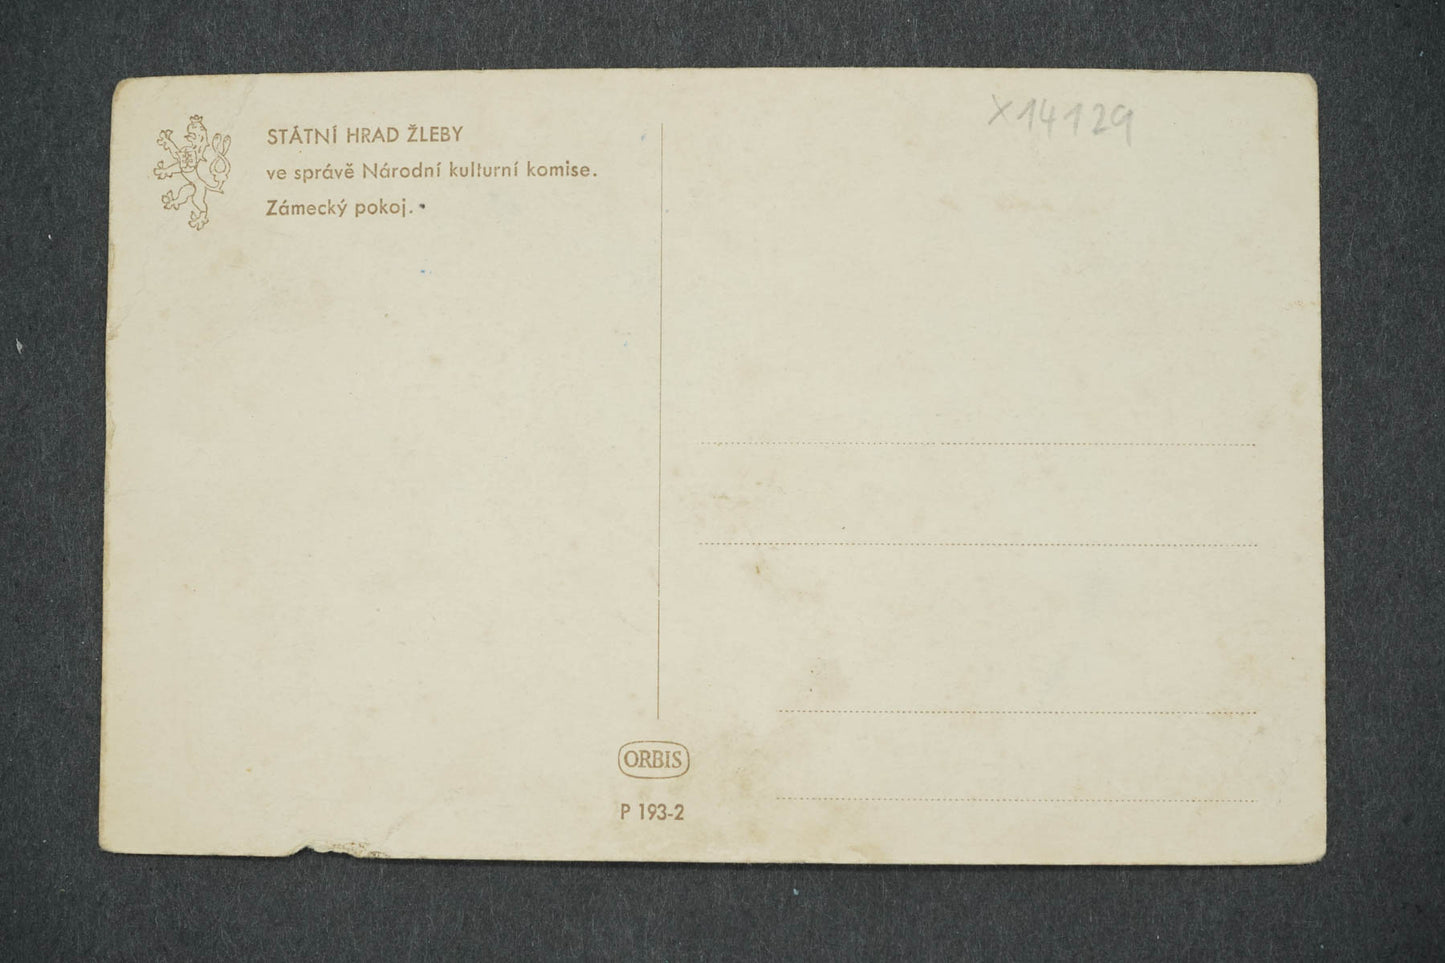 STÁTNÍ HRAD ŽLEBY
ve správě Národní kulturní komise.
Zámecký pokoj.
X14129
ORBIS
P 193-2